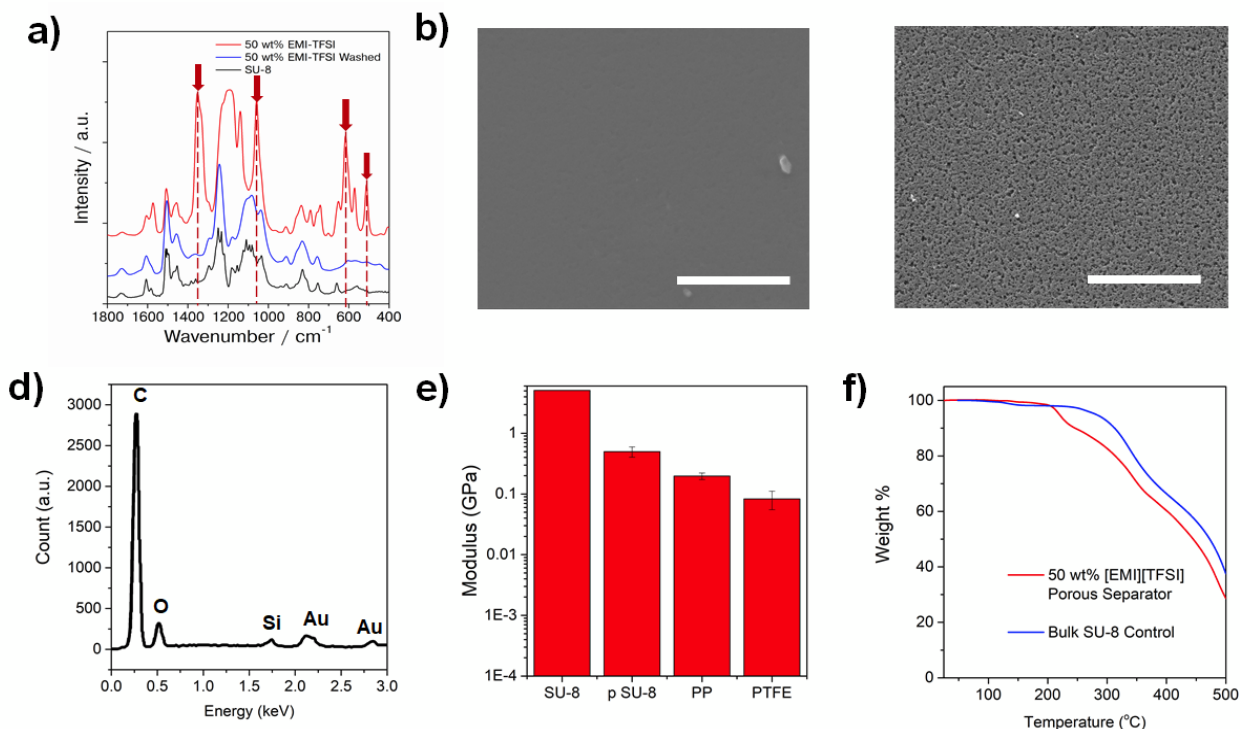 a)
50 wt% EMI-TFSI
50 wt% EMI-TFSI Washed
SU-8
Intensity / a.u.
1800 1600 1400 1200 1000 800 600 400
Wavenumber / cm⁻¹
b)
d)
C
O
Si
Au
Au
3000
2500
2000
1500
1000
500
0
Count (a.u.)
0.0 0.5 1.0 1.5 2.0 2.5 3.0
Energy (keV)
e)
1
0.1
0.01
1E-3
1E-4
Modulus (GPa)
SU-8 p SU-8 PP PTFE
f)
100
80
60
40
20
0
Weight %
50 wt% [EMI][TFSI]
Porous Separator
Bulk SU-8 Control
100 200 300 400 500
Temperature (°C)